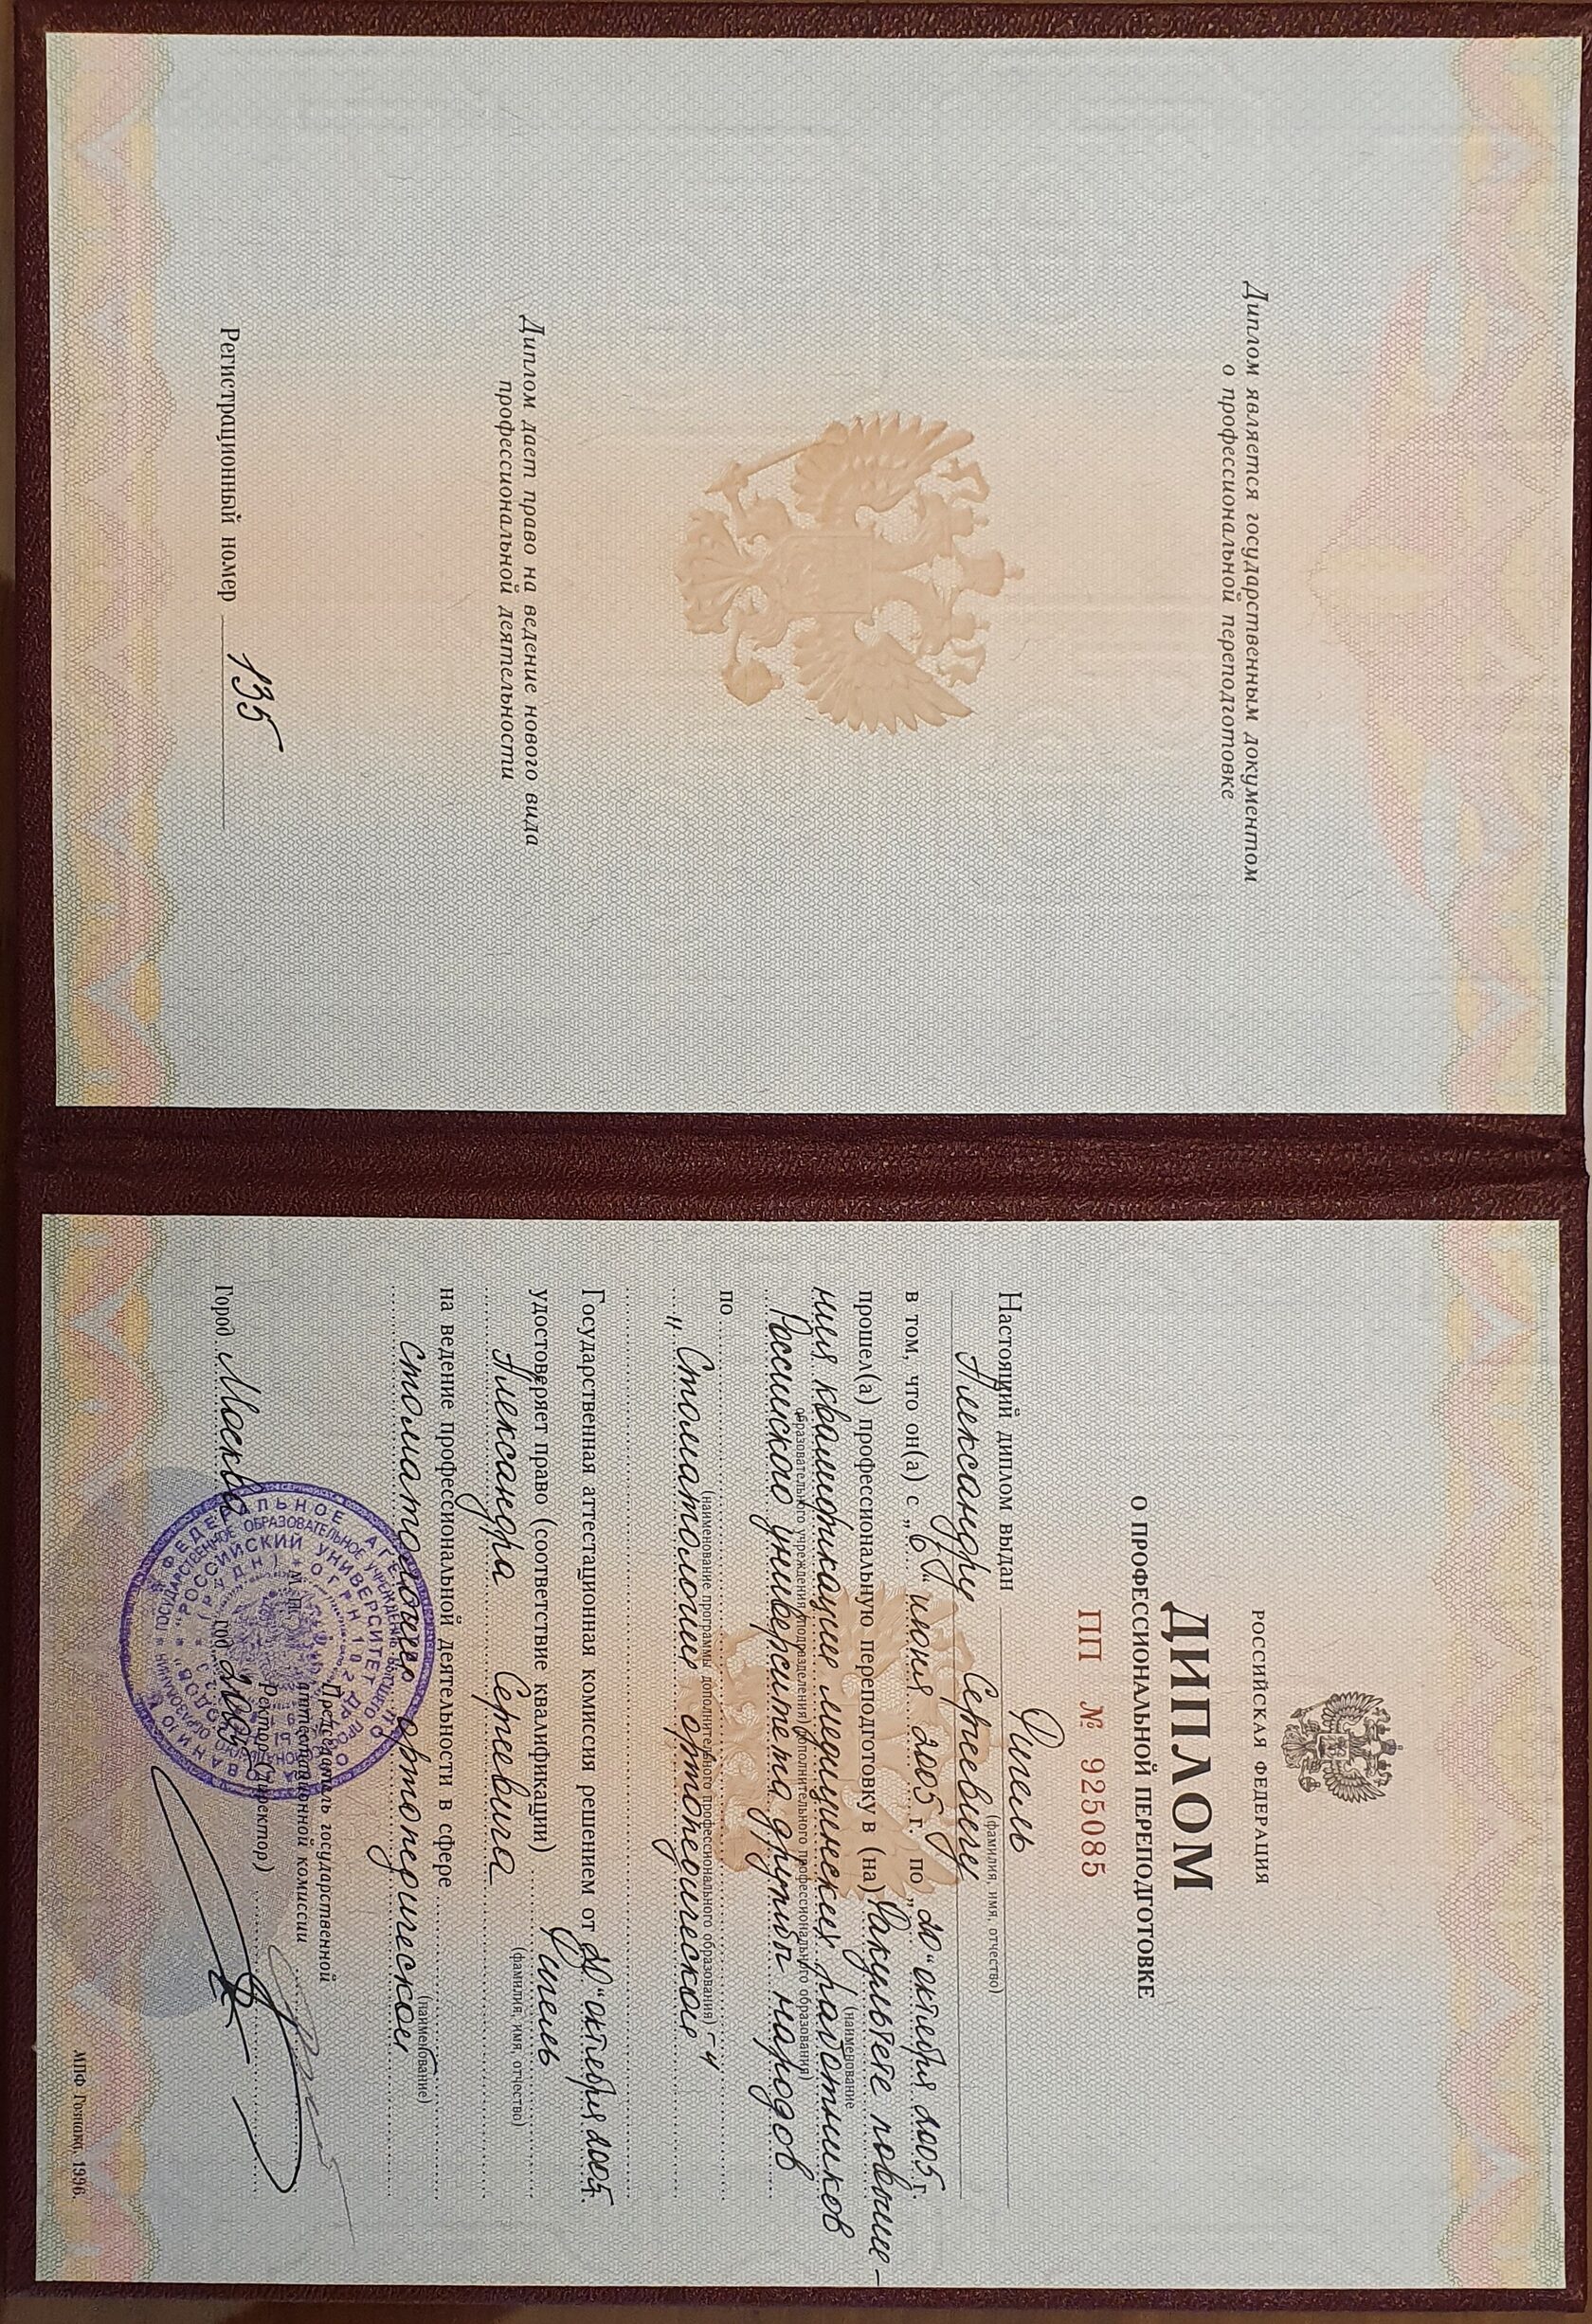 Диплом является государственным документом
о профессиональной переподготовке
Диплом дает право на ведение нового вида
профессиональной деятельности
Регистрационный номер 135
РОССИЙСКАЯ ФЕДЕРАЦИЯ
ДИПЛОМ
О ПРОФЕССИОНАЛЬНОЙ ПЕРЕПОДГОТОВКЕ
ПП № 925085
Настоящий диплом выдан
(фамилия, имя, отчество)
Александру Сергеевичу
в том, что он(а) с „6“ июня 2005 г. по „20“ октября 2005 г.
прошел(а) профессиональную переподготовку в (на) Факультете повыше-
(наименование
ния квалификации медицинских работников
образовательного учреждения (подразделения) дополнительного профессионального образования)
Российского университета дружбы народов
по
(наименование программы дополнительного профессионального образования)
„Стоматология ортопедическая“
Государственная аттестационная комиссия решением от 20 “октября 2005 г.
удостоверяет право (соответствие квалификации)
(фамилия, имя, отчество)
Александра Сергеевича
на ведение профессиональной деятельности в сфере
(наименование)
стоматологии ортопедической
Председатель государственной
аттестационной комиссии
Ректор (директор)
Город Москва год 2005
МПФ Гознака, 1996.